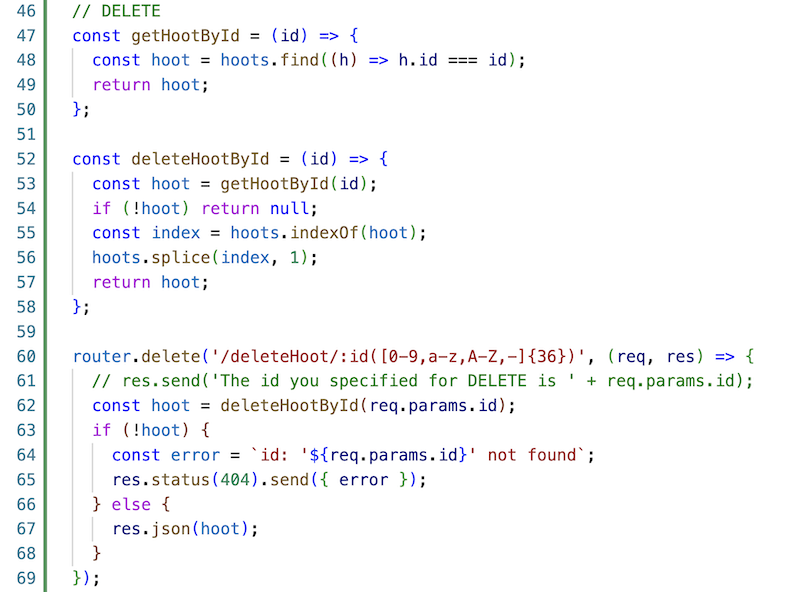 46 // DELETE
47 const getHootById = (id) => {
48 const hoot = hoots.find((h) => h.id === id);
49 return hoot;
50 };
51
52 const deleteHootById = (id) => {
53 const hoot = getHootById(id);
54 if (!hoot) return null;
55 const index = hoots.indexOf(hoot);
56 hoots.splice(index, 1);
57 return hoot;
58 };
59
60 router.delete('/deleteHoot/:id([0-9,a-z,A-Z,-]{36})', (req, res) => {
61 // res.send('The id you specified for DELETE is ' + req.params.id);
62 const hoot = deleteHootById(req.params.id);
63 if (!hoot) {
64 const error = `id: '${req.params.id}' not found`;
65 res.status(404).send({ error });
66 } else {
67 res.json(hoot);
68 }
69 });